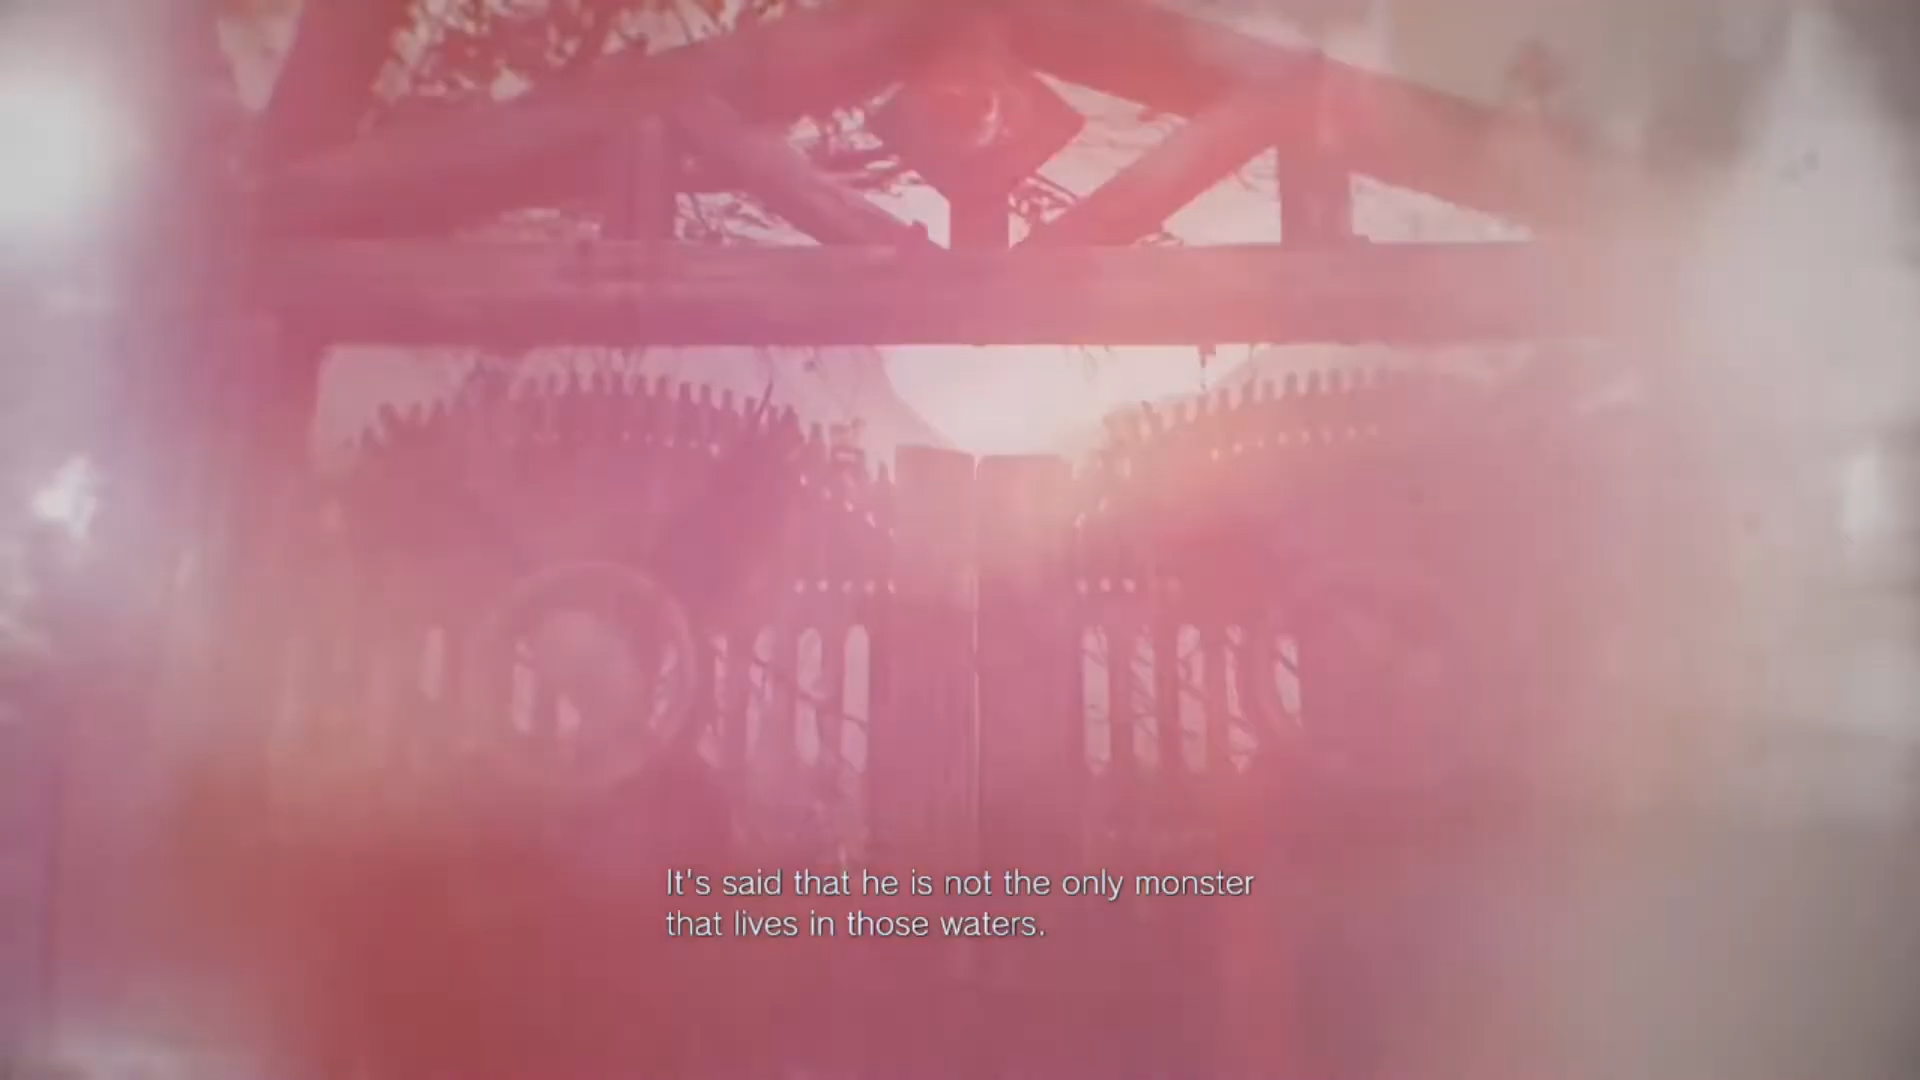 It's said that he is not the only monster
that lives in those waters.